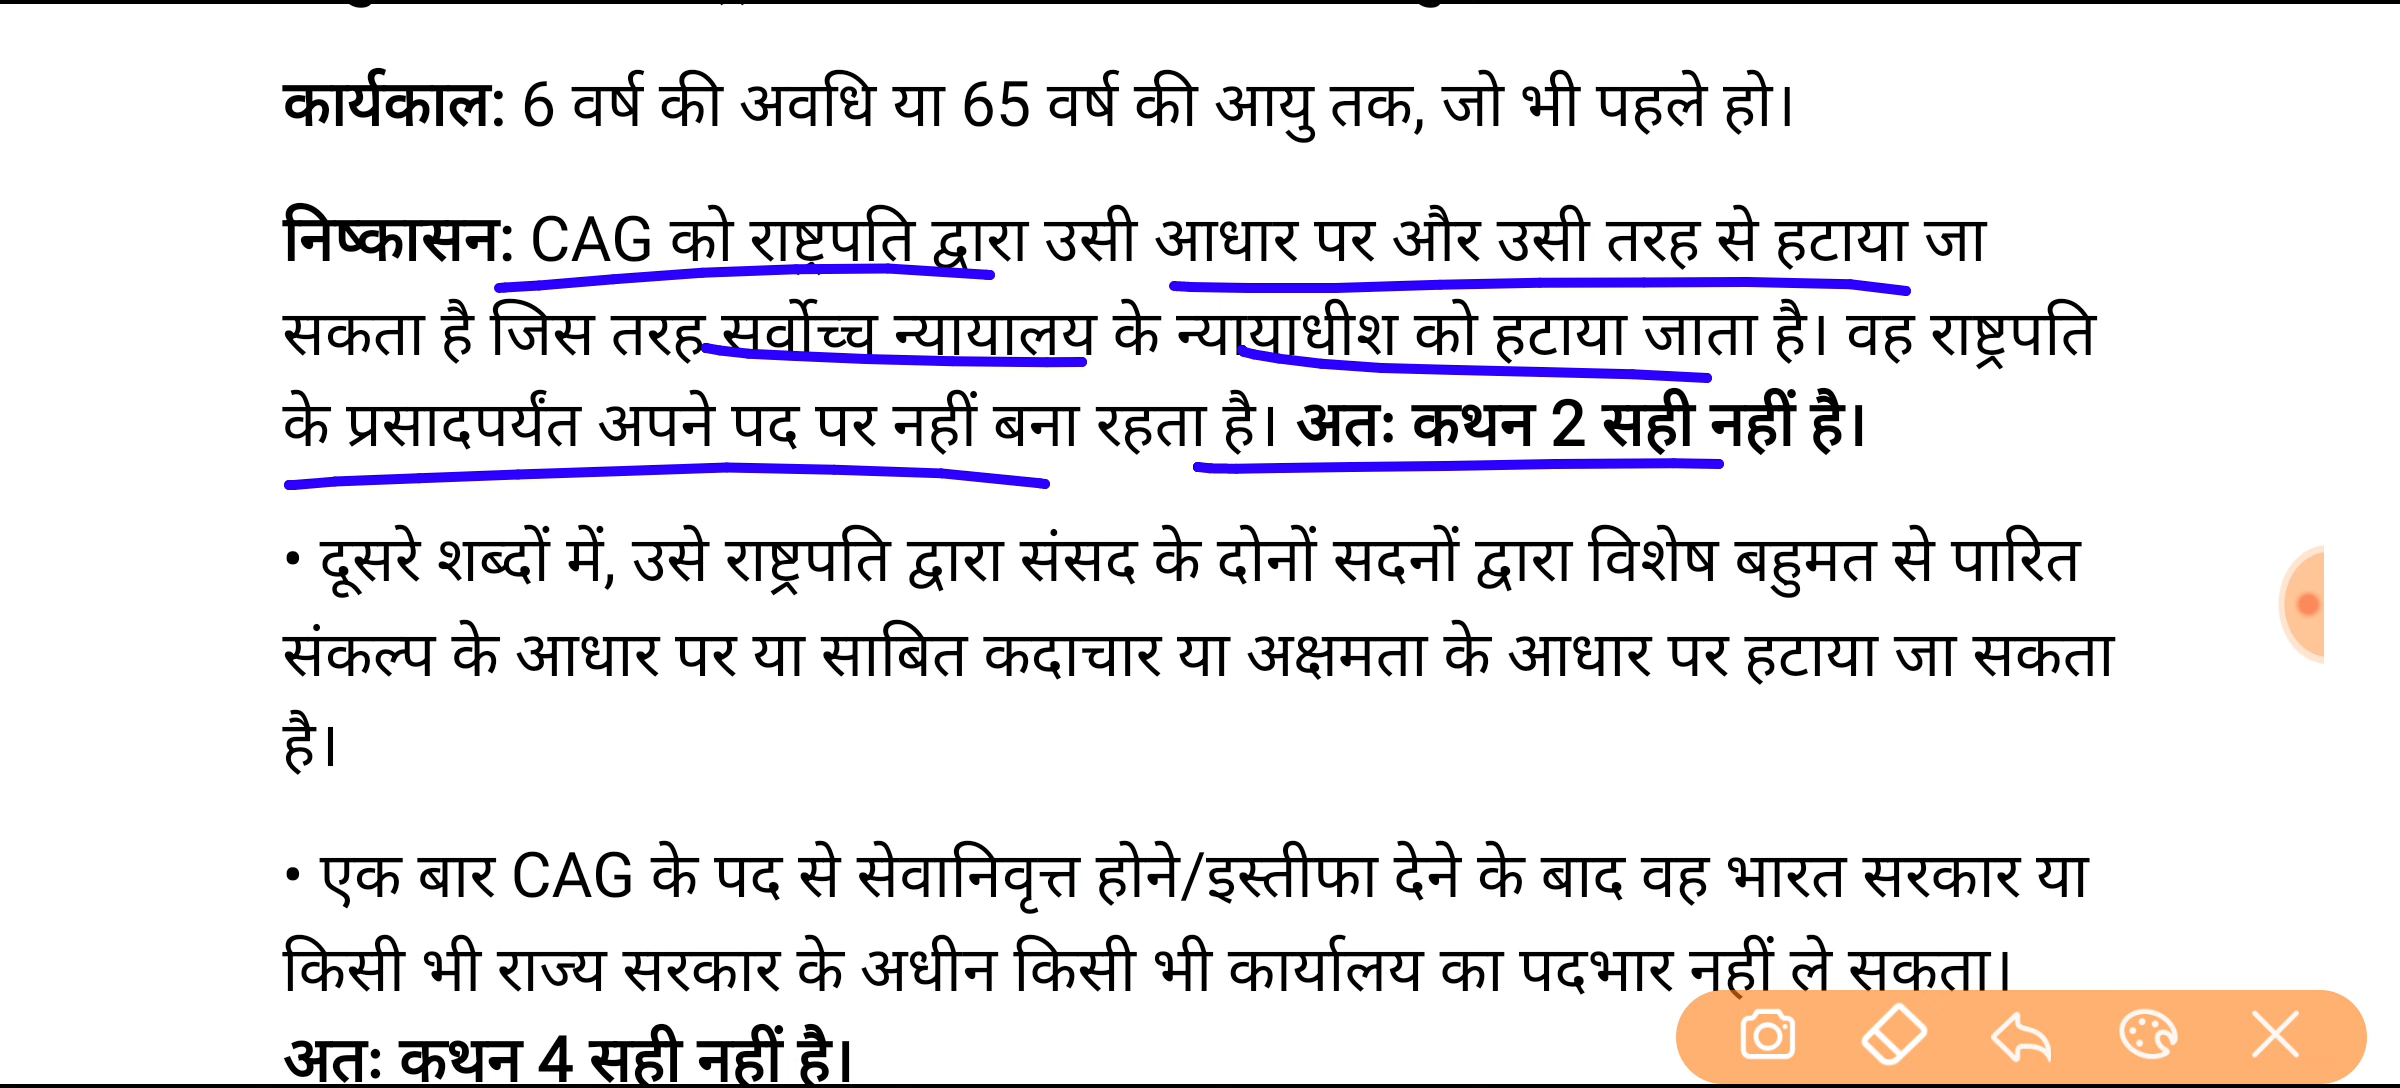 कार्यकाल: 6 वर्ष की अवधि या 65 वर्ष की आयु तक, जो भी पहले हो।
निष्कासन: CAG को राष्ट्रपति द्वारा उसी आधार पर और उसी तरह से हटाया जा
सकता है जिस तरह सर्वोच्च न्यायालय के न्यायाधीश को हटाया जाता है। वह राष्ट्रपति
के प्रसादपर्यंत अपने पद पर नहीं बना रहता है। अतः कथन 2 सही नहीं है।
• दूसरे शब्दों में, उसे राष्ट्रपति द्वारा संसद के दोनों सदनों द्वारा विशेष बहुमत से पारित
संकल्प के आधार पर या साबित कदाचार या अक्षमता के आधार पर हटाया जा सकता
है।
• एक बार CAG के पद से सेवानिवृत्त होने/इस्तीफा देने के बाद वह भारत सरकार या
किसी भी राज्य सरकार के अधीन किसी भी कार्यालय का पदभार नहीं ले सकता।
अतः कथन 4 सही नहीं है।